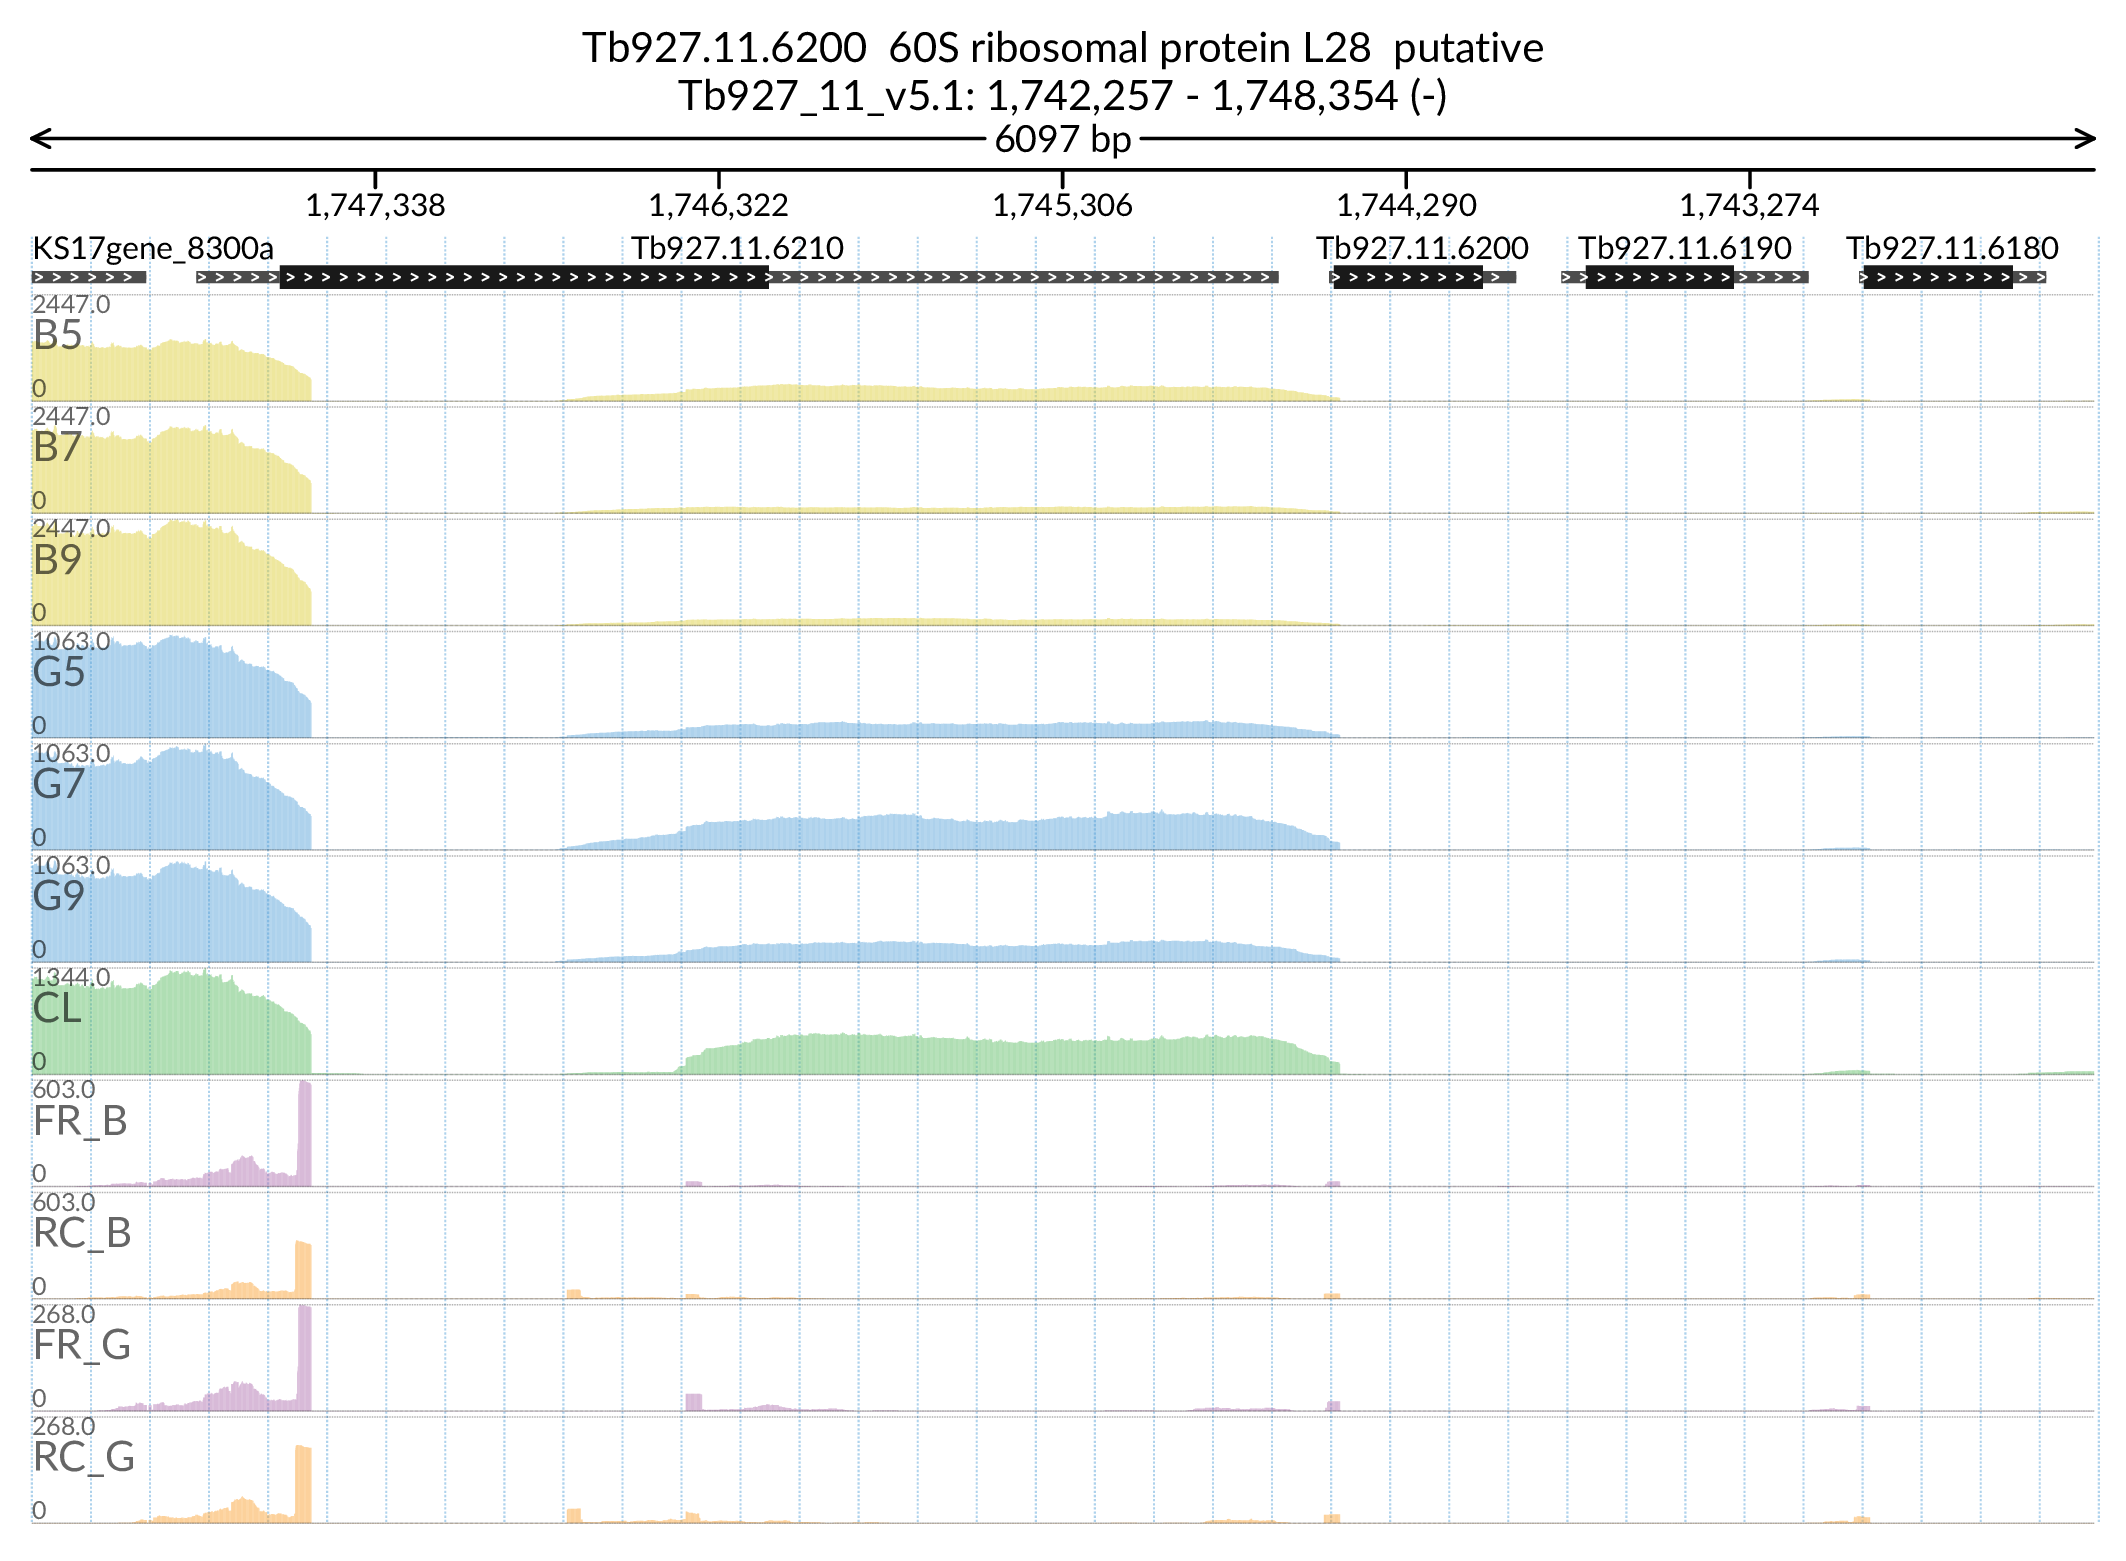 Tb927.11.6200  60S ribosomal protein L28  putative
Tb927_11_v5.1: 1,742,257 - 1,748,354 (-)
6097 bp
1,747,338 1,746,322 1,745,306 1,744,290 1,743,274
KS17gene_8300a Tb927.11.6210 Tb927.11.6200 Tb927.11.6190 Tb927.11.6180
2447.0
B5
0
2447.0
B7
0
2447.0
B9
0
1063.0
G5
0
1063.0
G7
0
1063.0
G9
0
1344.0
CL
0
603.0
FR_B
0
603.0
RC_B
0
268.0
FR_G
0
268.0
RC_G
0